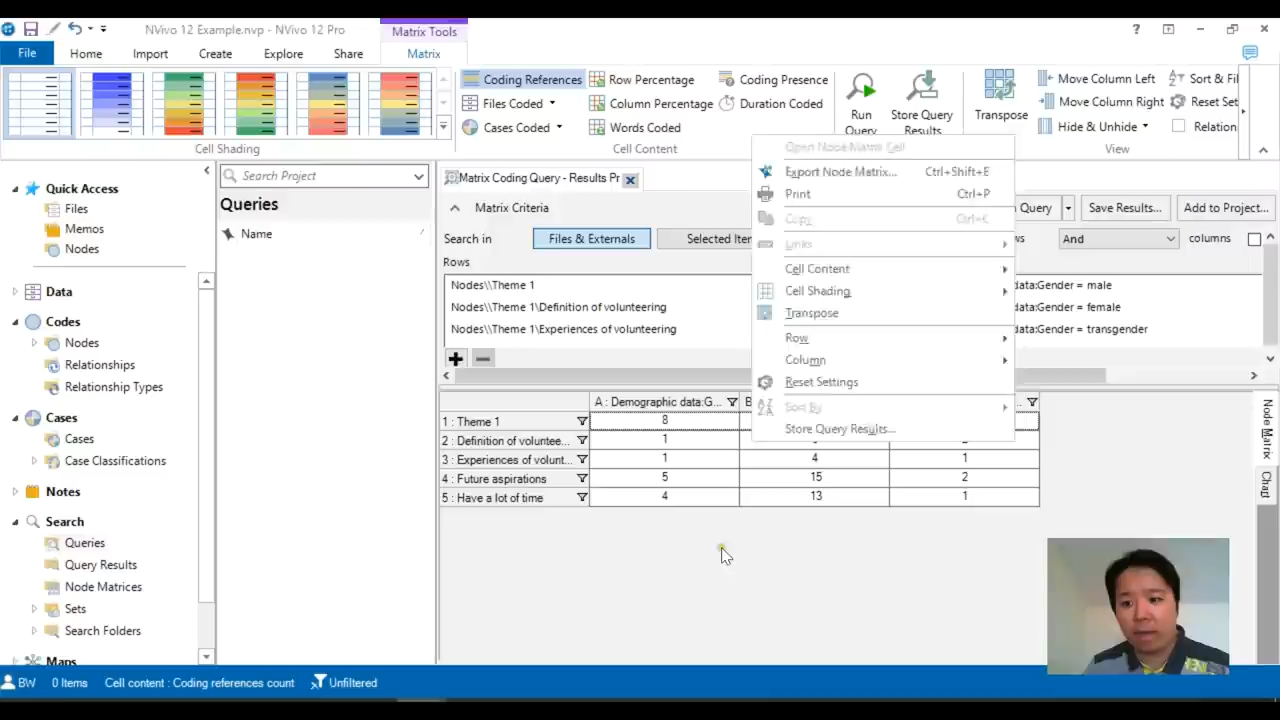 NVivo 12 Example.nvp - NVivo 12 Pro
Matrix Tools
?
File
Home
Import
Create
Explore
Share
Matrix
Cell Shading
Coding References
Files Coded
Cases Coded
Row Percentage
Column Percentage
Words Coded
Coding Presence
Duration Coded
Cell Content
Run
Query
Store Query
Results
Transpose
Move Column Left
Move Column Right
Hide & Unhide
Sort & Fil
Reset Set
Relation
View
Quick Access
Files
Memos
Nodes
Data
Codes
Nodes
Relationships
Relationship Types
Cases
Cases
Case Classifications
Notes
Search
Queries
Query Results
Node Matrices
Sets
Search Folders
Maps
Search Project
Queries
Name
Matrix Coding Query - Results Pr
Matrix Criteria
n Query
Save Results...
Add to Project...
Search in
Files & Externals
Selected Iter
ws
And
columns
Rows
Nodes\\Theme 1
Nodes\\Theme 1\Definition of volunteering
Nodes\\Theme 1\Experiences of volunteering
data:Gender = male
data:Gender = female
data:Gender = transgender
Open Node Matrix Cell
Export Node Matrix... Ctrl+Shift+E
Print Ctrl+P
Copy Ctrl+C
Links
Cell Content
Cell Shading
Transpose
Row
Column
Reset Settings
Sort By
Store Query Results...
A : Demographic data:G... B
1 : Theme 1 8
2 : Definition of voluntee... 1
3 : Experiences of volunt... 1 4 1
4 : Future aspirations 5 15 2
5 : Have a lot of time 4 13 1
Node Matrix
Chart
BW 0 Items Cell content : Coding references count Unfiltered